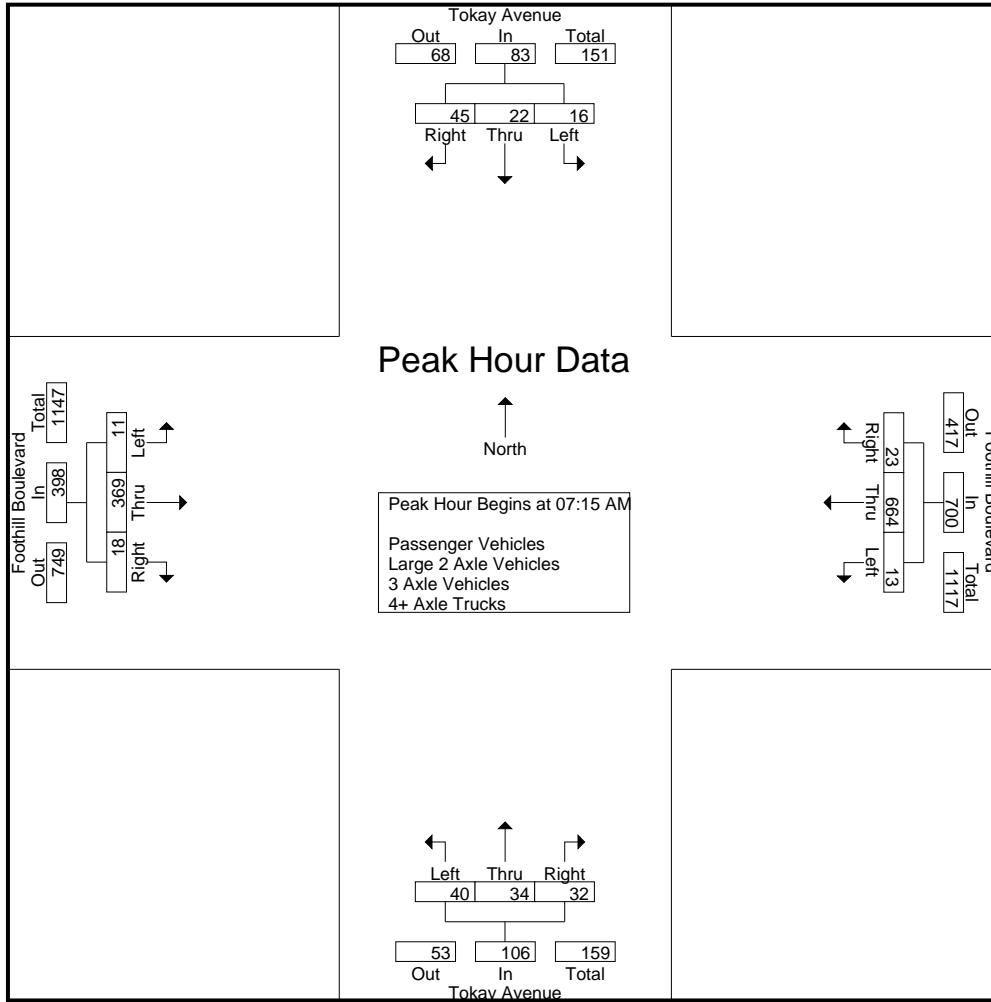 Tokay Avenue
Out In Total
68 83 151
45 22 16
Right Thru Left
Peak Hour Data
North
Peak Hour Begins at 07:15 AM
Passenger Vehicles
Large 2 Axle Vehicles
3 Axle Vehicles
4+ Axle Trucks
Foothill Boulevard
Total In Out
1147 398 749
11 369 18
Left Thru Right
Right Thru Left
23 664 13
417 700 1117
Out In Total
Foothill Boulevard
Left Thru Right
40 34 32
53 106 159
Out In Total
Tokay Avenue